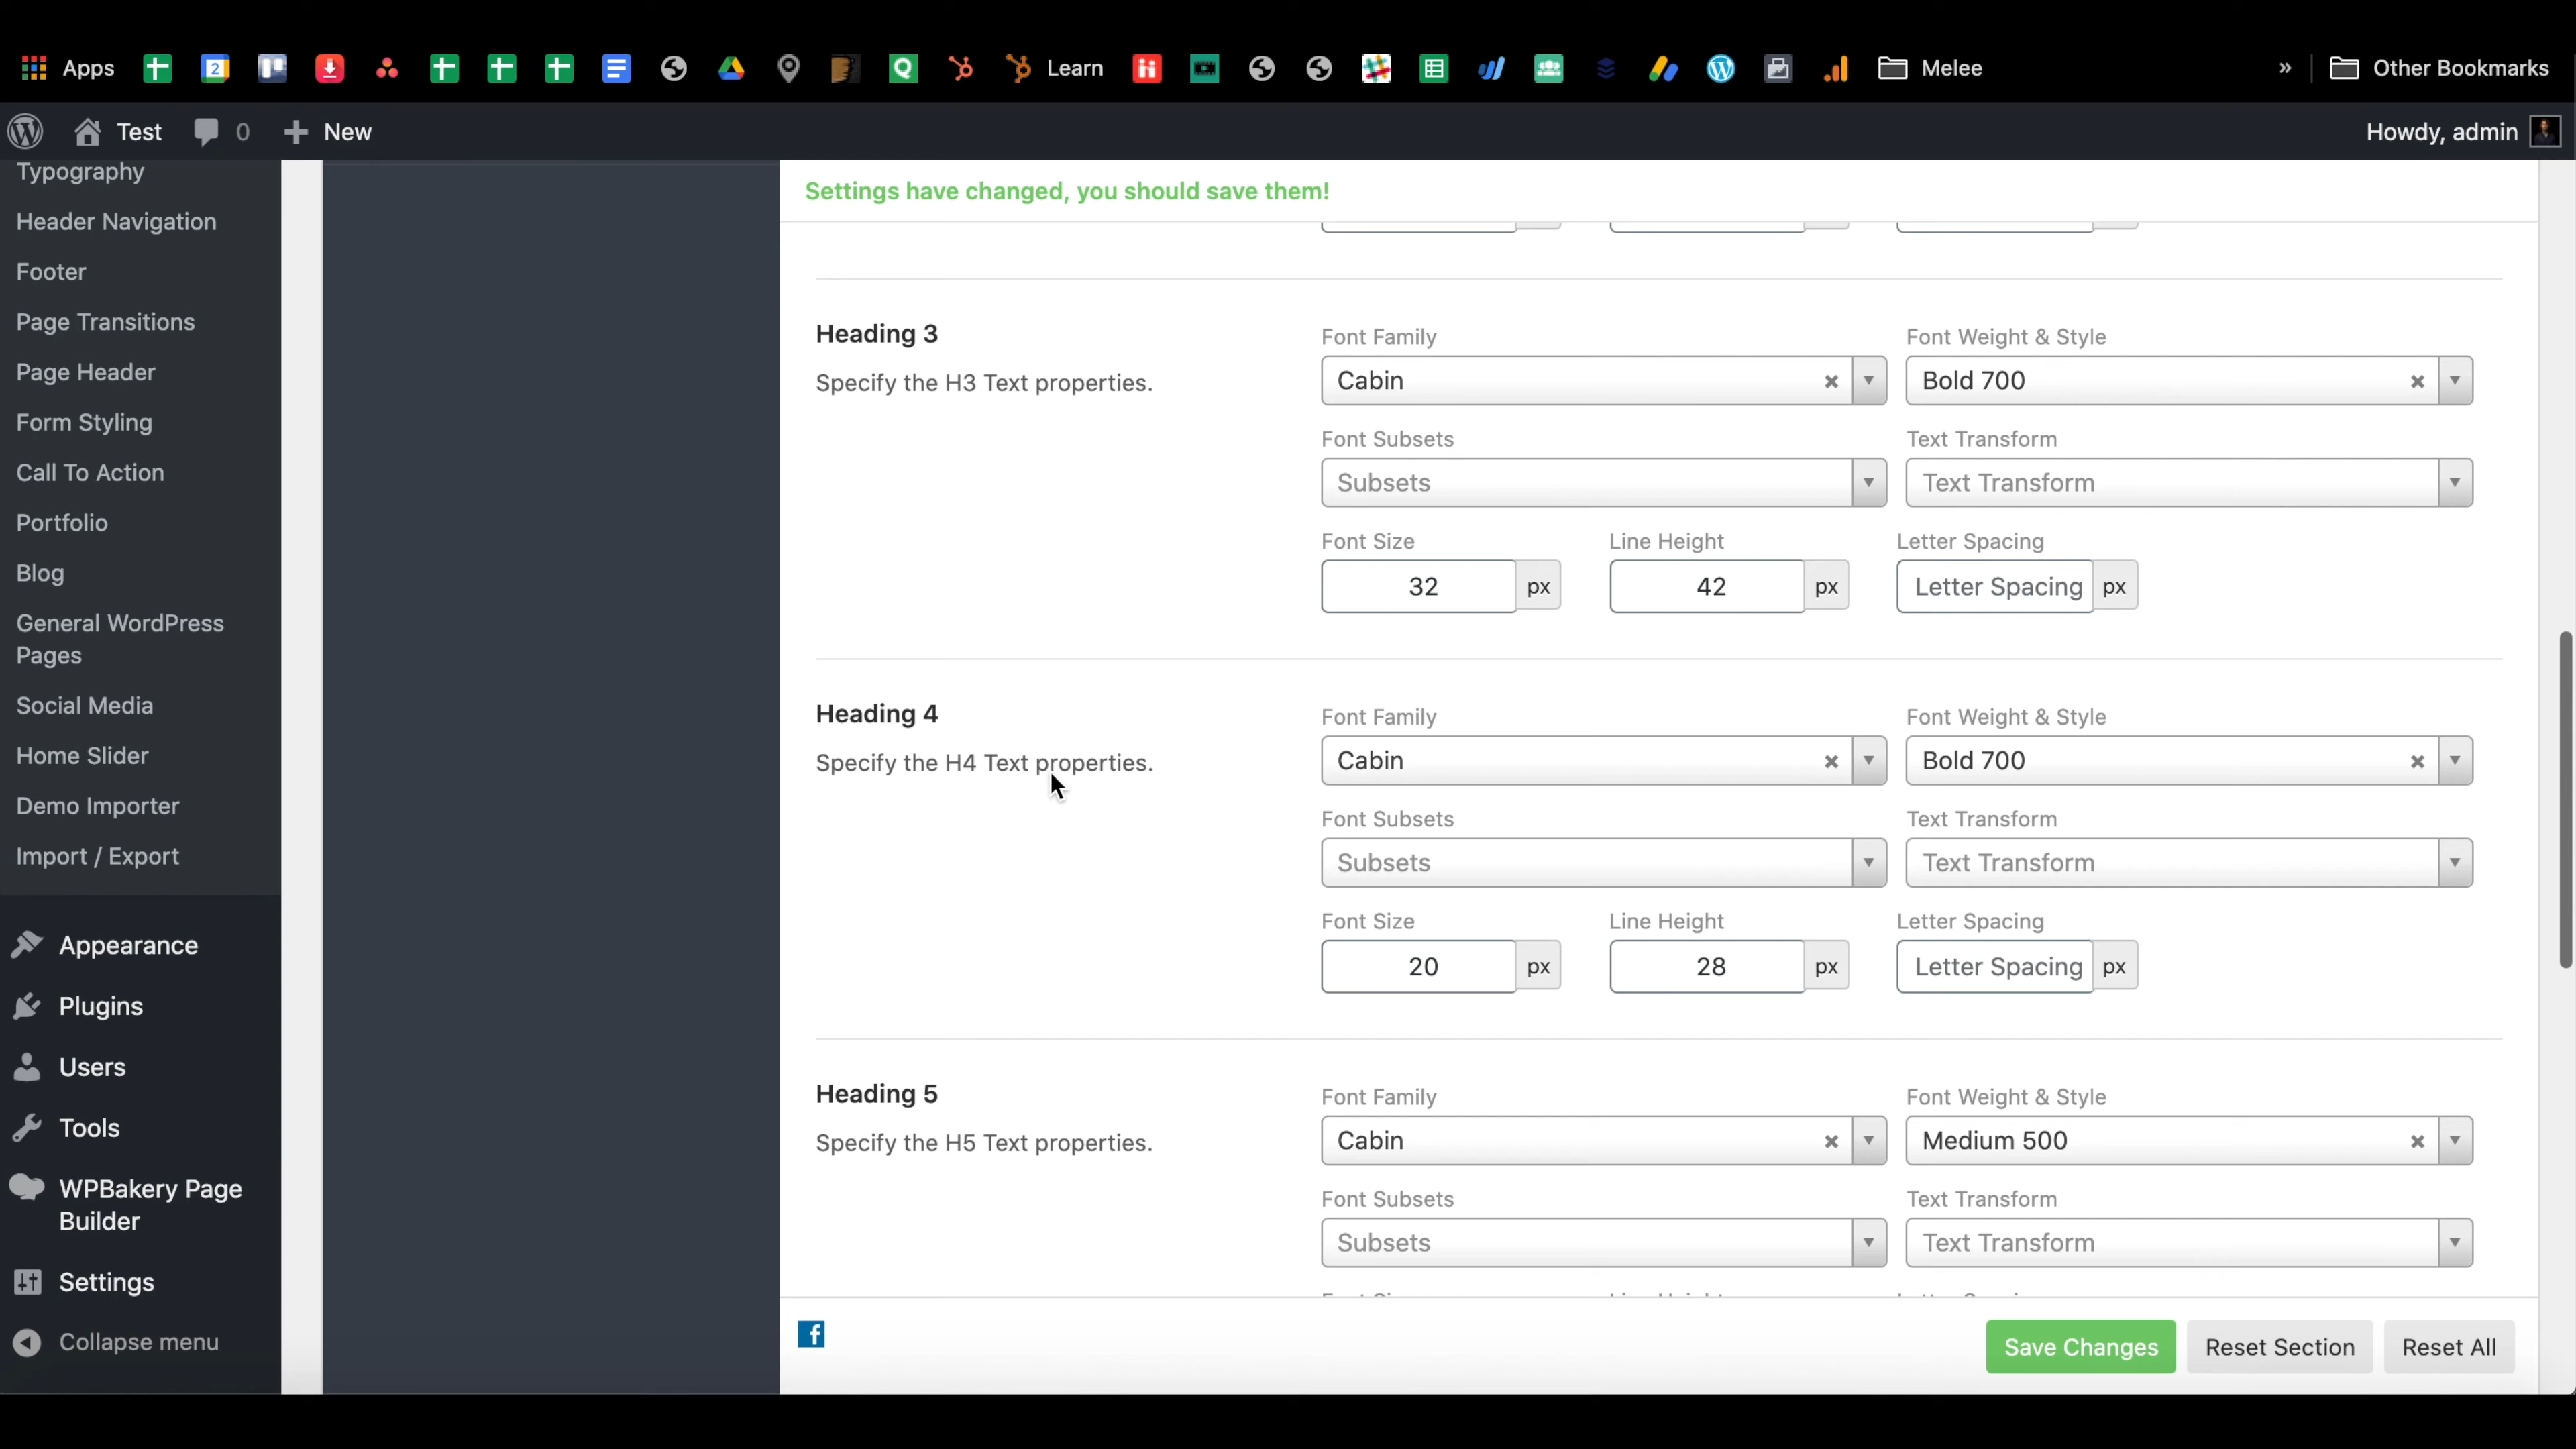 Apps
Learn
Melee
»
Other Bookmarks
Test
0
New
Howdy, admin
Typography
Header Navigation
Footer
Page Transitions
Page Header
Form Styling
Call To Action
Portfolio
Blog
General WordPress
Pages
Social Media
Home Slider
Demo Importer
Import / Export
Appearance
Plugins
Users
Tools
WPBakery Page
Builder
Settings
Collapse menu
Settings have changed, you should save them!
Heading 3
Specify the H3 Text properties.
Font Family
Font Weight & Style
Cabin
Bold 700
Font Subsets
Text Transform
Subsets
Text Transform
Font Size
Line Height
Letter Spacing
32 px
42 px
Letter Spacing px
Heading 4
Specify the H4 Text properties.
Font Family
Font Weight & Style
Cabin
Bold 700
Font Subsets
Text Transform
Subsets
Text Transform
Font Size
Line Height
Letter Spacing
20 px
28 px
Letter Spacing px
Heading 5
Specify the H5 Text properties.
Font Family
Font Weight & Style
Cabin
Medium 500
Font Subsets
Text Transform
Subsets
Text Transform
Save Changes
Reset Section
Reset All